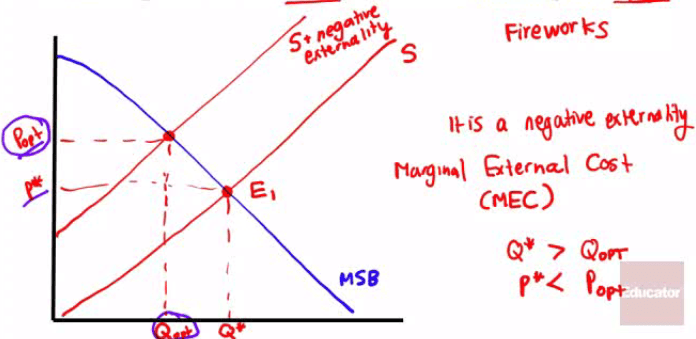 S + negative
externality
S
Fireworks
Popt
It is a negative externality
P*
E1
Marginal External Cost
(MEC)
Q* > QOPT
P* < Popt
MSB
Educator
Qopt
Q*